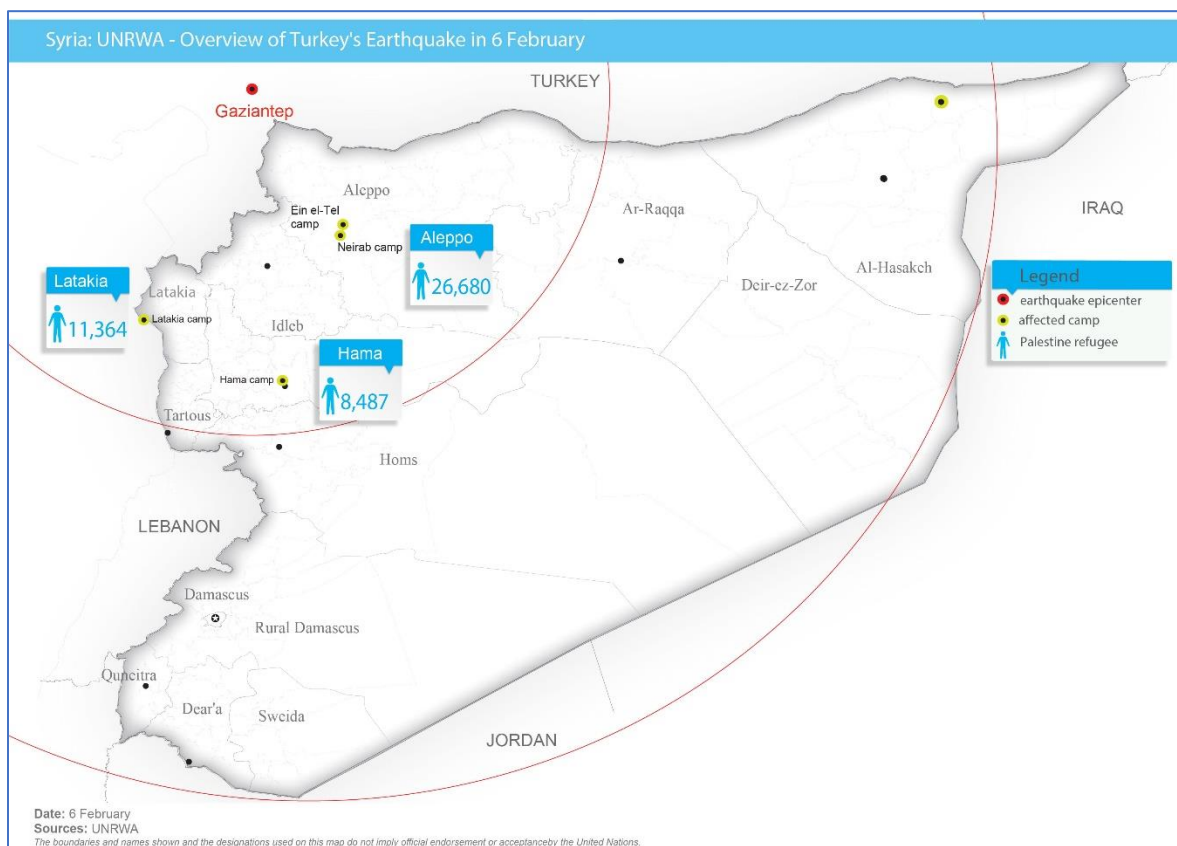 Syria: UNRWA - Overview of Turkey's Earthquake in 6 February
TURKEY
Gaziantep
Aleppo
Ein el-Tel
camp
Neirab camp
Aleppo
26,680
Ar-Raqqa
IRAQ
Al-Hasakeh
Deir-ez-Zor
Latakia
11,364
Latakia
Latakia camp
Idleb
Legend
earthquake epicenter
affected camp
Palestine refugee
Hama
8,487
Hama camp
Tartous
Homs
LEBANON
Damascus
Rural Damascus
Quneitra
Dear'a
Sweida
JORDAN
Date: 6 February
Sources: UNRWA
The boundaries and names shown and the designations used on this map do not imply official endorsement or acceptanceby the United Nations.